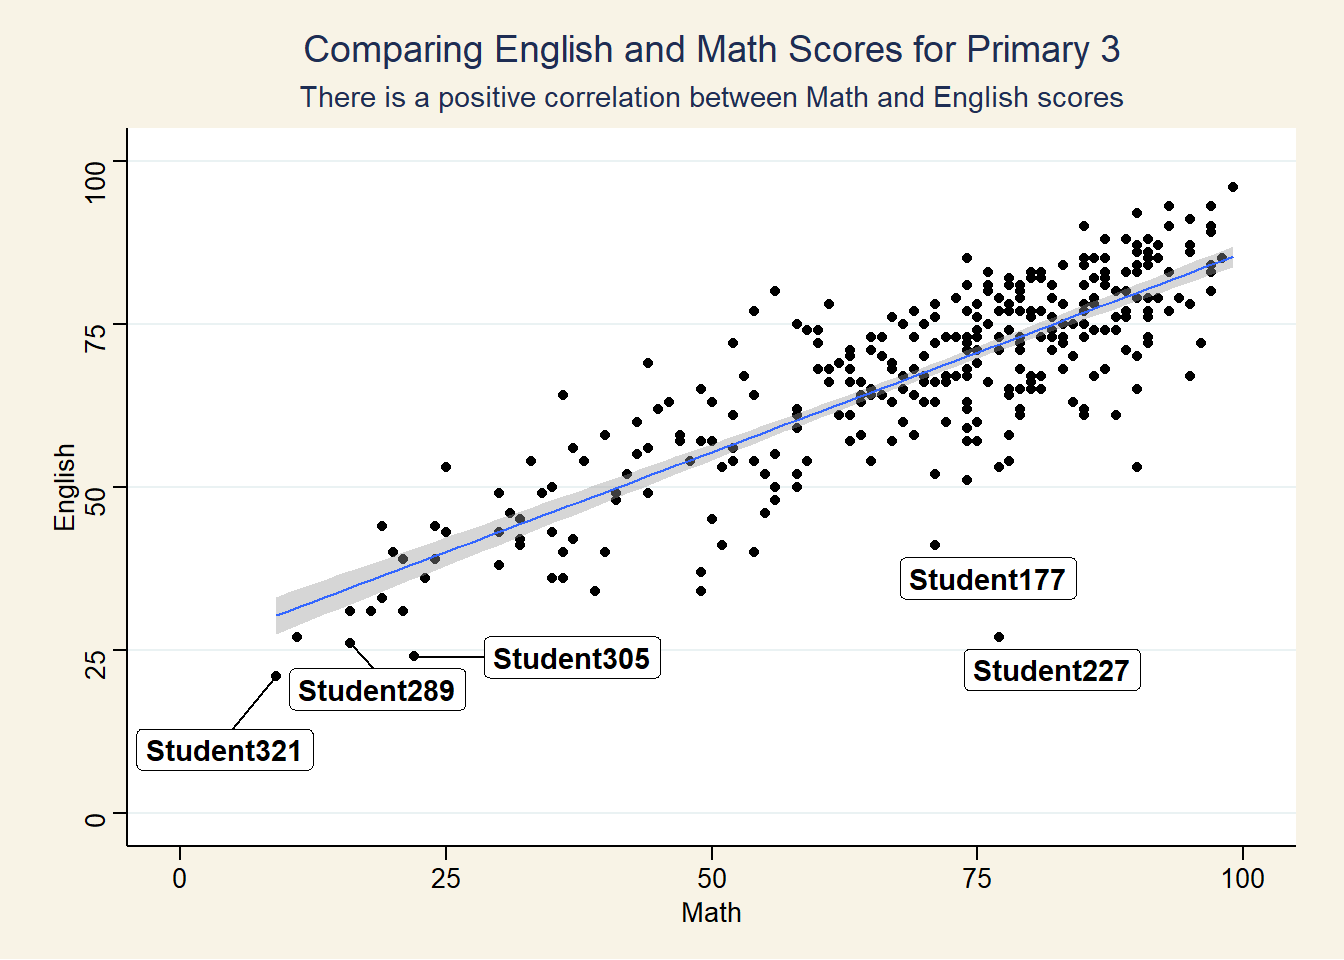 Comparing English and Math Scores for Primary 3
There is a positive correlation between Math and English scores
English
100
75
50
25
0
Student177
Student305
Student227
Student289
Student321
0
25
50
75
100
Math